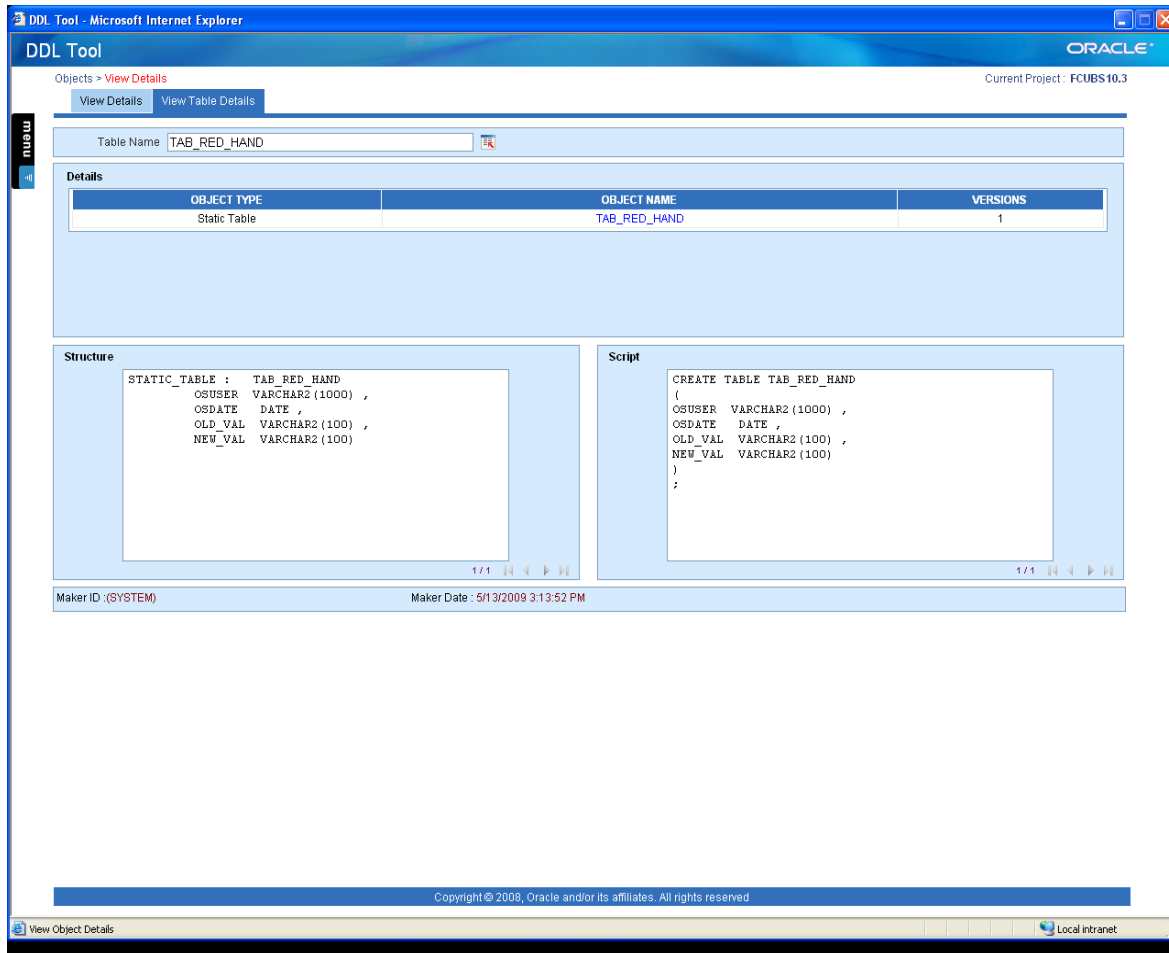 DDL Tool - Microsoft Internet Explorer
DDL Tool
ORACLE
Objects > View Details
Current Project : FCUBS10.3
View Details View Table Details
menu
Table Name TAB_RED_HAND
Details
OBJECT TYPE OBJECT NAME VERSIONS
Static Table TAB_RED_HAND 1
Structure
STATIC_TABLE : TAB_RED_HAND
OSUSER VARCHAR2(1000) ,
OSDATE DATE ,
OLD_VAL VARCHAR2(100) ,
NEW_VAL VARCHAR2(100)
1 / 1
Script
CREATE TABLE TAB_RED_HAND
(
OSUSER VARCHAR2(1000) ,
OSDATE DATE ,
OLD_VAL VARCHAR2(100) ,
NEW_VAL VARCHAR2(100)
)
;
1 / 1
Maker ID :(SYSTEM) Maker Date : 5/13/2009 3:13:52 PM
Copyright © 2008, Oracle and/or its affiliates. All rights reserved
View Object Details
Local intranet